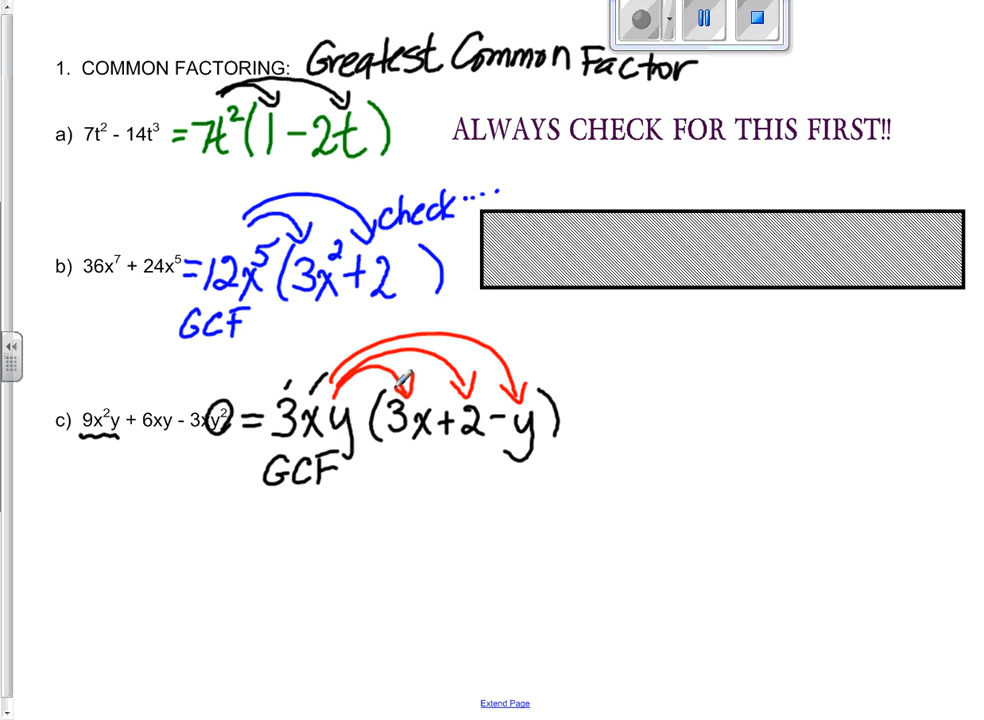 1. COMMON FACTORING: Greatest Common Factor
a) 7t² - 14t³ = 7t²(1 - 2t)
ALWAYS CHECK FOR THIS FIRST!!
check....
b) 36x⁷ + 24x⁵ = 12x⁵(3x² + 2)
GCF
c) 9x²y + 6xy - 3xy² = 3xy(3x + 2 - y)
GCF
Extend Page